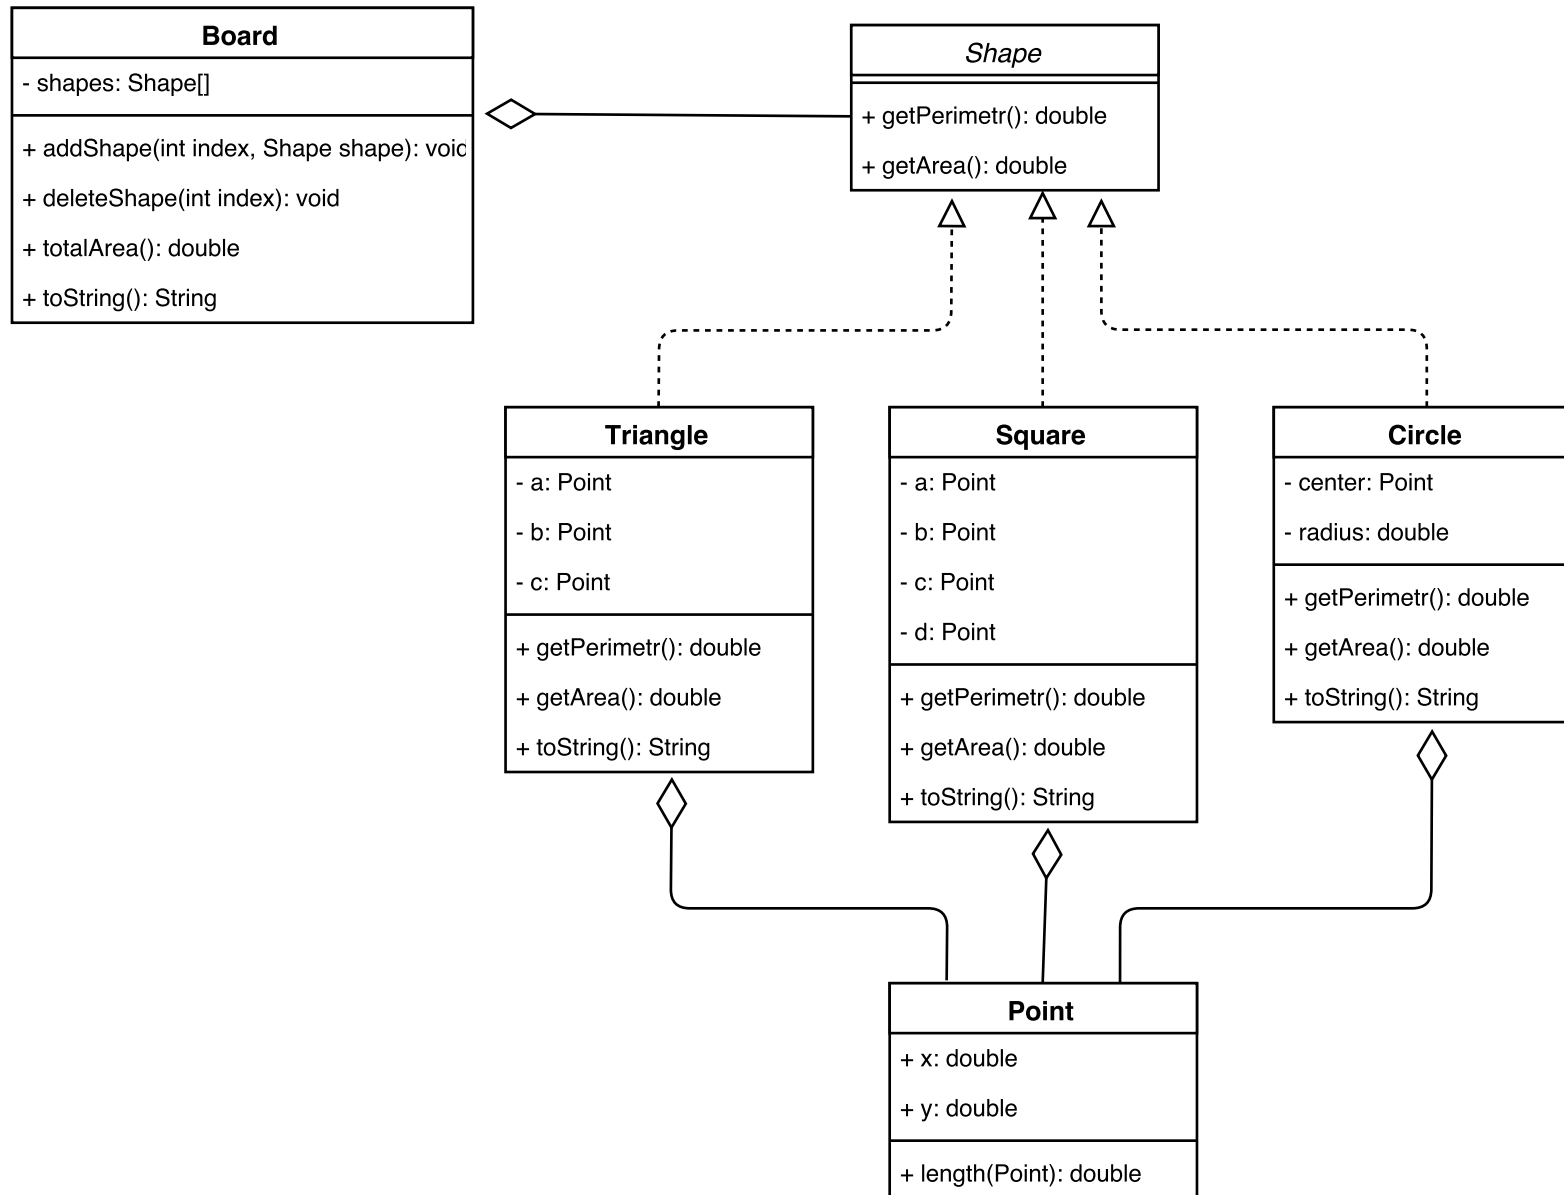 Board
- shapes: Shape[]
+ addShape(int index, Shape shape): void
+ deleteShape(int index): void
+ totalArea(): double
+ toString(): String
Shape
+ getPerimetr(): double
+ getArea(): double
Triangle
- a: Point
- b: Point
- c: Point
+ getPerimetr(): double
+ getArea(): double
+ toString(): String
Square
- a: Point
- b: Point
- c: Point
- d: Point
+ getPerimetr(): double
+ getArea(): double
+ toString(): String
Circle
- center: Point
- radius: double
+ getPerimetr(): double
+ getArea(): double
+ toString(): String
Point
+ x: double
+ y: double
+ length(Point): double